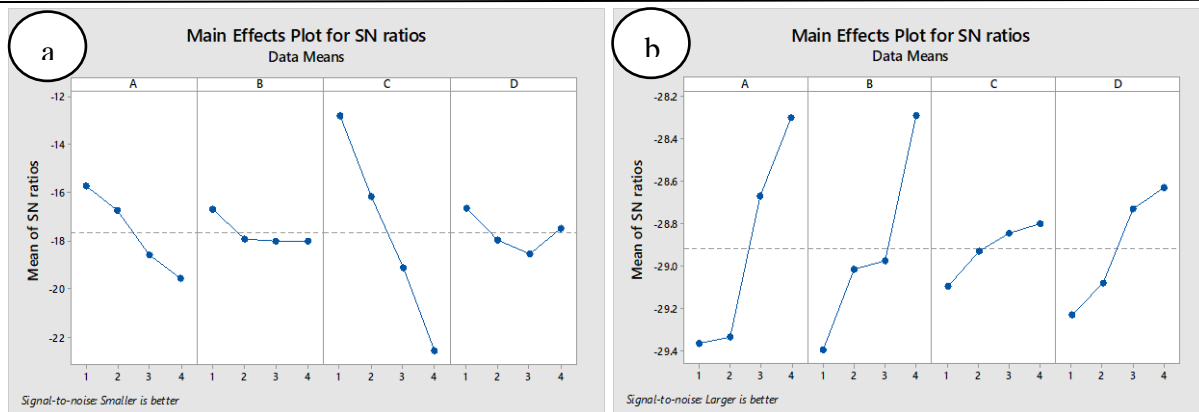 a
Main Effects Plot for SN ratios
Data Means
A B C D
Mean of SN ratios
-12
-14
-16
-18
-20
-22
1 2 3 4 1 2 3 4 1 2 3 4 1 2 3 4
Signal-to-noise: Smaller is better
b
Main Effects Plot for SN ratios
Data Means
A B C D
Mean of SN ratios
-28.2
-28.4
-28.6
-28.8
-29.0
-29.2
-29.4
1 2 3 4 1 2 3 4 1 2 3 4 1 2 3 4
Signal-to-noise: Larger is better